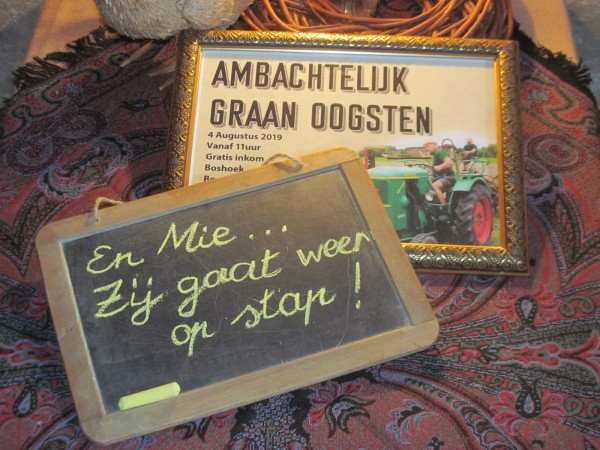 AMBACHTELIJK
GRAAN OOGSTEN
4 Augustus 2019
Vanaf 11uur
Gratis inkom
Boshoek
En Mie...
Zij gaat weer
op stap!